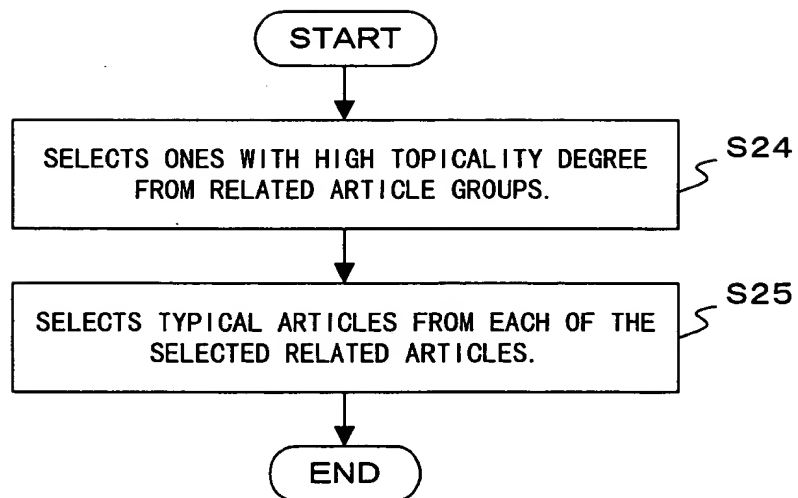 START
SELECTS ONES WITH HIGH TOPICALITY DEGREE
FROM RELATED ARTICLE GROUPS.
S24
SELECTS TYPICAL ARTICLES FROM EACH OF THE
SELECTED RELATED ARTICLES.
S25
END